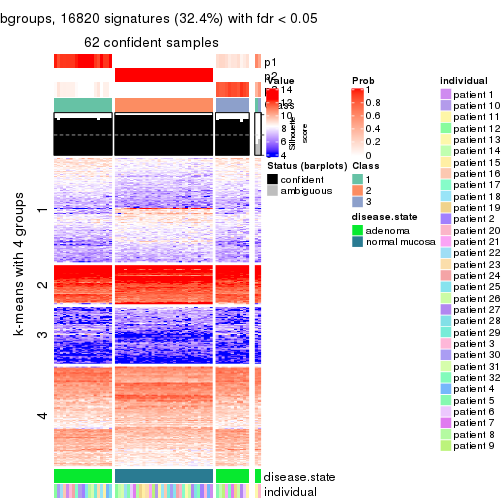 bgroups, 16820 signatures (32.4%) with fdr < 0.05
62 confident samples
p1
p2
Value
14
12
10
8
6
4
Silhouette
score
Prob
1
0.8
0.6
0.4
0.2
0
Status (barplots)
confident
ambiguous
Class
1
2
3
disease.state
adenoma
normal mucosa
individual
patient 1
patient 10
patient 11
patient 12
patient 13
patient 14
patient 15
patient 16
patient 17
patient 18
patient 19
patient 2
patient 20
patient 21
patient 22
patient 23
patient 24
patient 25
patient 26
patient 27
patient 28
patient 29
patient 3
patient 30
patient 31
patient 32
patient 4
patient 5
patient 6
patient 7
patient 8
patient 9
k-means with 4 groups
1
2
3
4
disease.state
individual